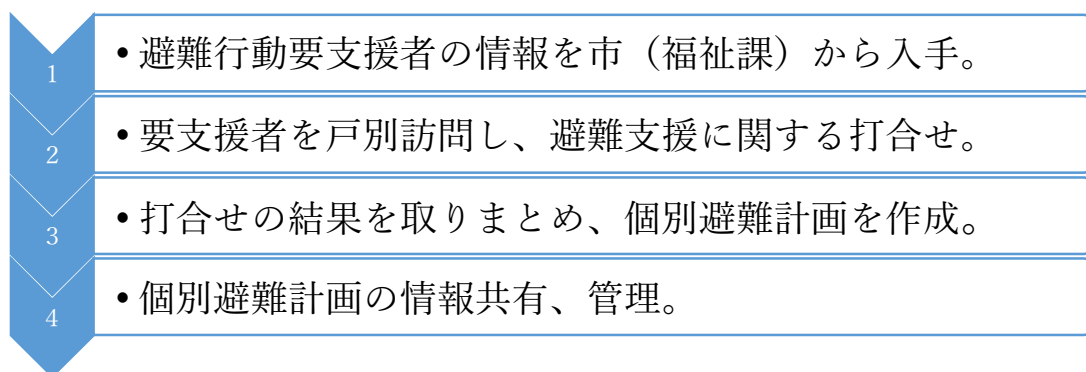 1
• 避難行動要支援者の情報を市（福祉課）から入手。
2
• 要支援者を戸別訪問し、避難支援に関する打合せ。
3
• 打合せの結果を取りまとめ、個別避難計画を作成。
4
• 個別避難計画の情報共有、管理。